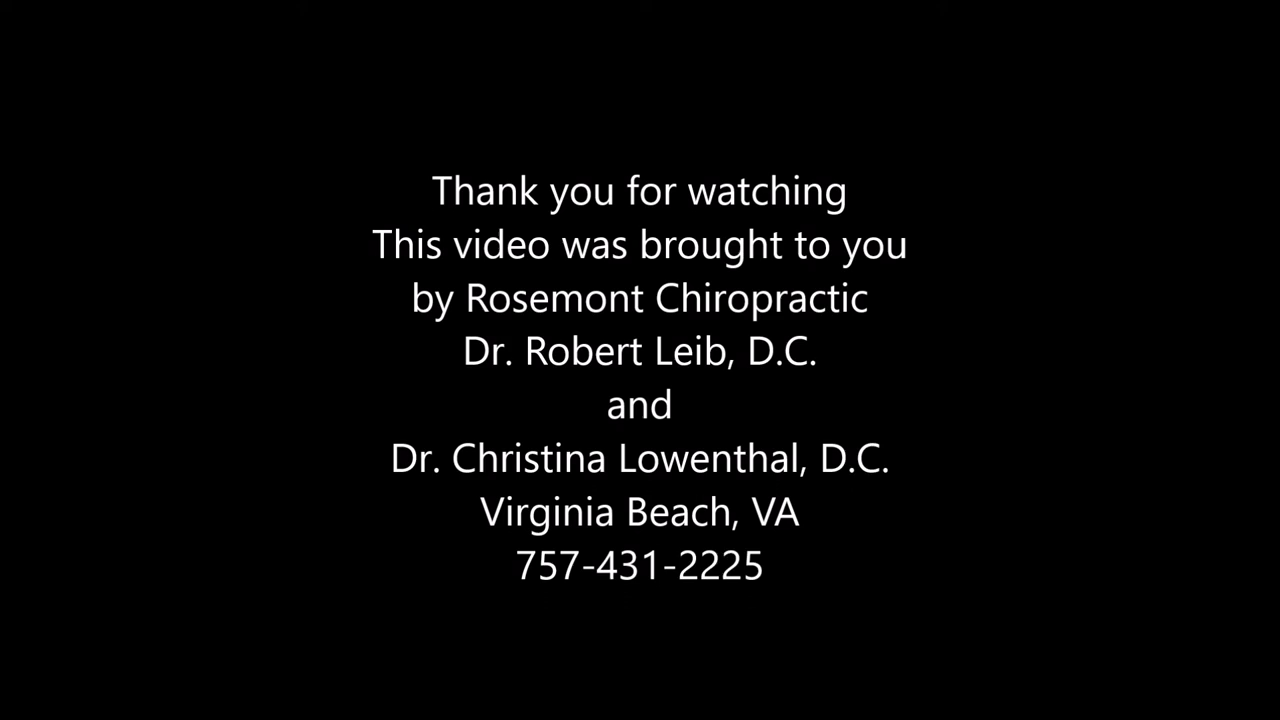 Thank you for watching
This video was brought to you
by Rosemont Chiropractic
Dr. Robert Leib, D.C.
and
Dr. Christina Lowenthal, D.C.
Virginia Beach, VA
757-431-2225